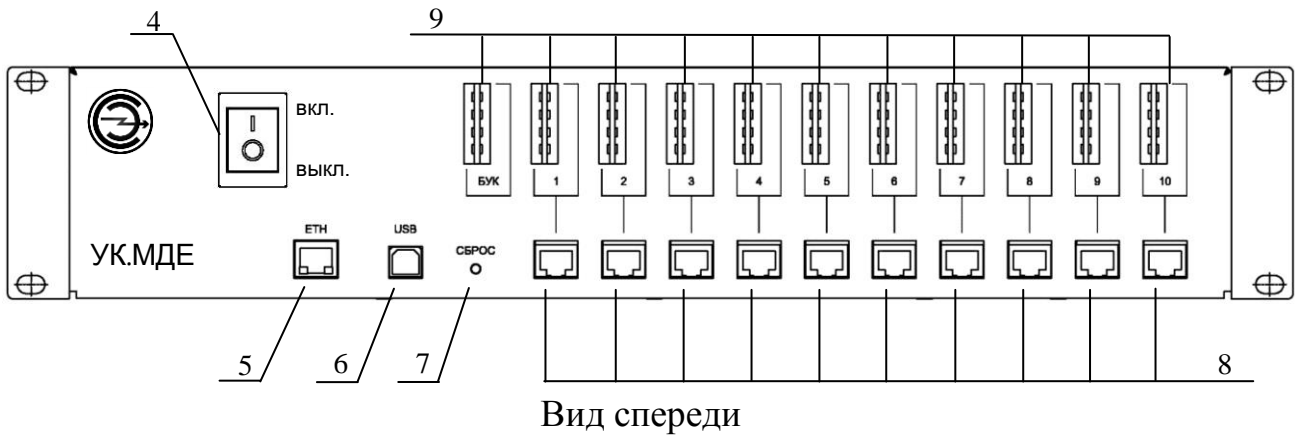 4 9
ВКЛ.
ВЫКЛ.
БУК 1 2 3 4 5 6 7 8 9 10
ETH USB СБРОС
УК.МДЕ
5 6 7 8
Вид спереди